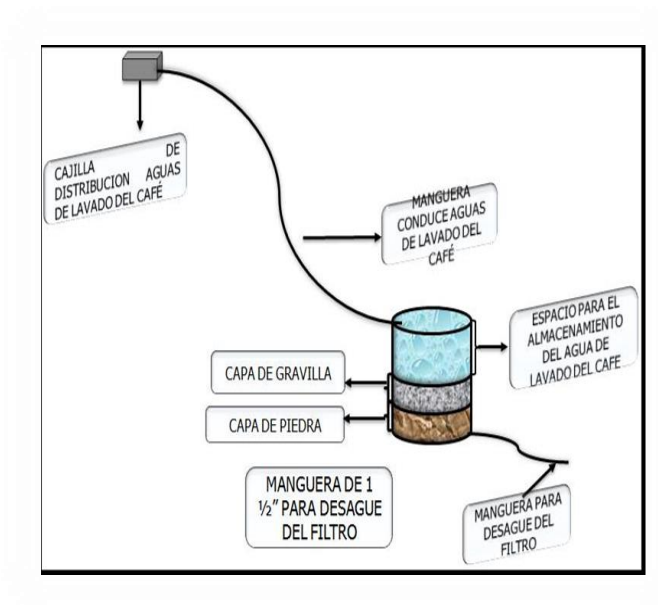 CAJILLA DE
DISTRIBUCION AGUAS
DE LAVADO DEL CAFÉ
MANGUERA
CONDUCE AGUAS
DE LAVADO DEL
CAFÉ
ESPACIO PARA EL
ALMACENAMIENTO
DEL AGUA DE
LAVADO DEL CAFE
CAPA DE GRAVILLA
CAPA DE PIEDRA
MANGUERA DE 1
½” PARA DESAGUE
DEL FILTRO
MANGUERA PARA
DESAGUE DEL
FILTRO